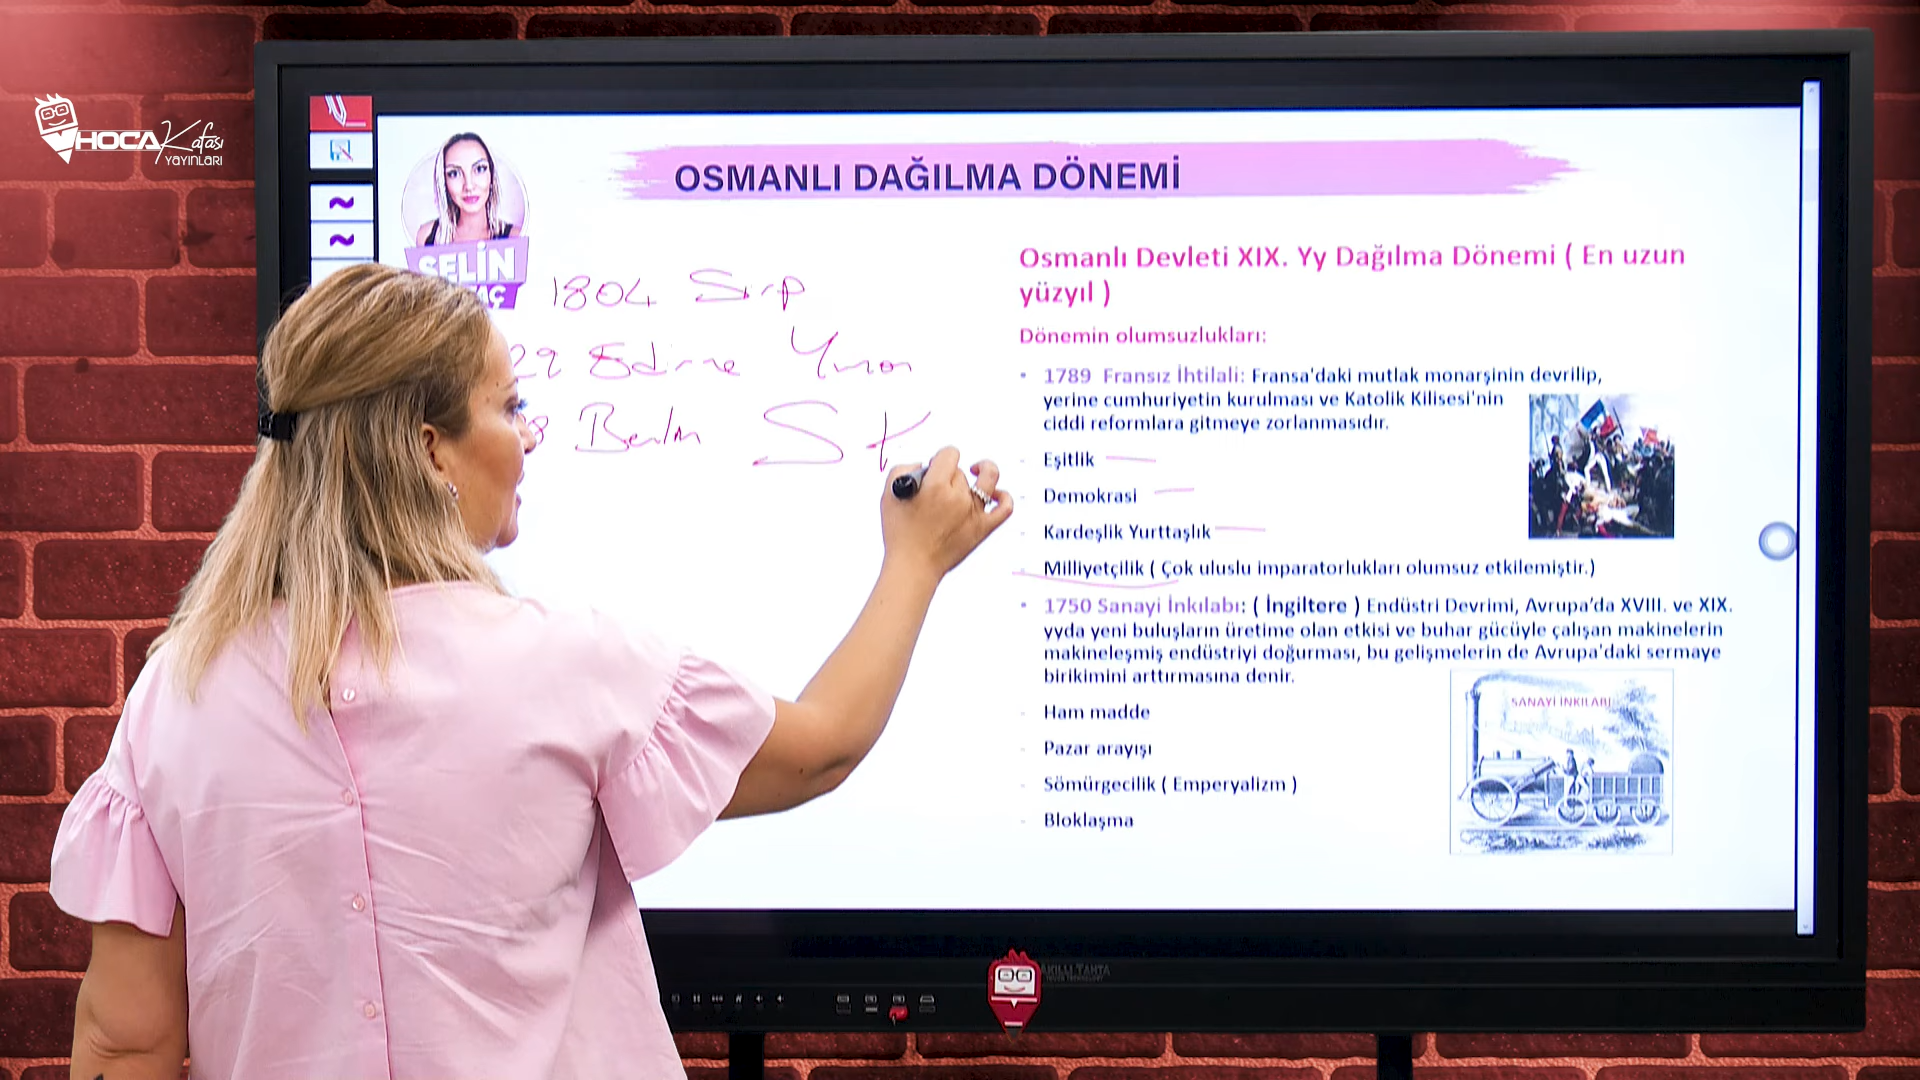 HOCA Kafası
YAYINLARI
OSMANLI DAĞILMA DÖNEMİ
SELİN
AÇ
1804 Sırp
29 Edirne Yunan
8 Berlin S K
Osmanlı Devleti XIX. Yy Dağılma Dönemi ( En uzun
yüzyıl )
Dönemin olumsuzlukları:
• 1789 Fransız İhtilali: Fransa'daki mutlak monarşinin devrilip,
yerine cumhuriyetin kurulması ve Katolik Kilisesi'nin
ciddi reformlara gitmeye zorlanmasıdır.
- Eşitlik
- Demokrasi
- Kardeşlik Yurttaşlık
- Milliyetçilik ( Çok uluslu imparatorlukları olumsuz etkilemiştir.)
• 1750 Sanayi İnkılabı: ( İngiltere ) Endüstri Devrimi, Avrupa'da XVIII. ve XIX.
yyda yeni buluşların üretime olan etkisi ve buhar gücüyle çalışan makinelerin
makineleşmiş endüstriyi doğurması, bu gelişmelerin de Avrupa'daki sermaye
birikimini arttırmasına denir.
SANAYİ İNKILABI
- Ham madde
- Pazar arayışı
- Sömürgecilik ( Emperyalizm )
- Bloklaşma
AKILLI TAHTA